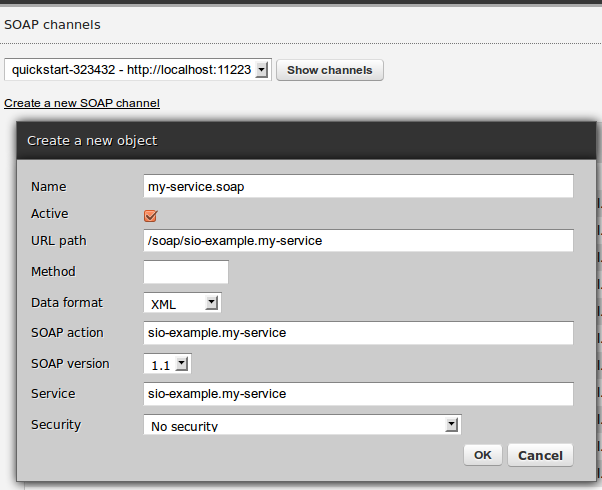 SOAP channels
quickstart-323432 - http://localhost:11223 Show channels
Create a new SOAP channel
Create a new object
Name my-service.soap
Active
URL path /soap/sio-example.my-service
Method
Data format XML
SOAP action sio-example.my-service
SOAP version 1.1
Service sio-example.my-service
Security No security
OK Cancel